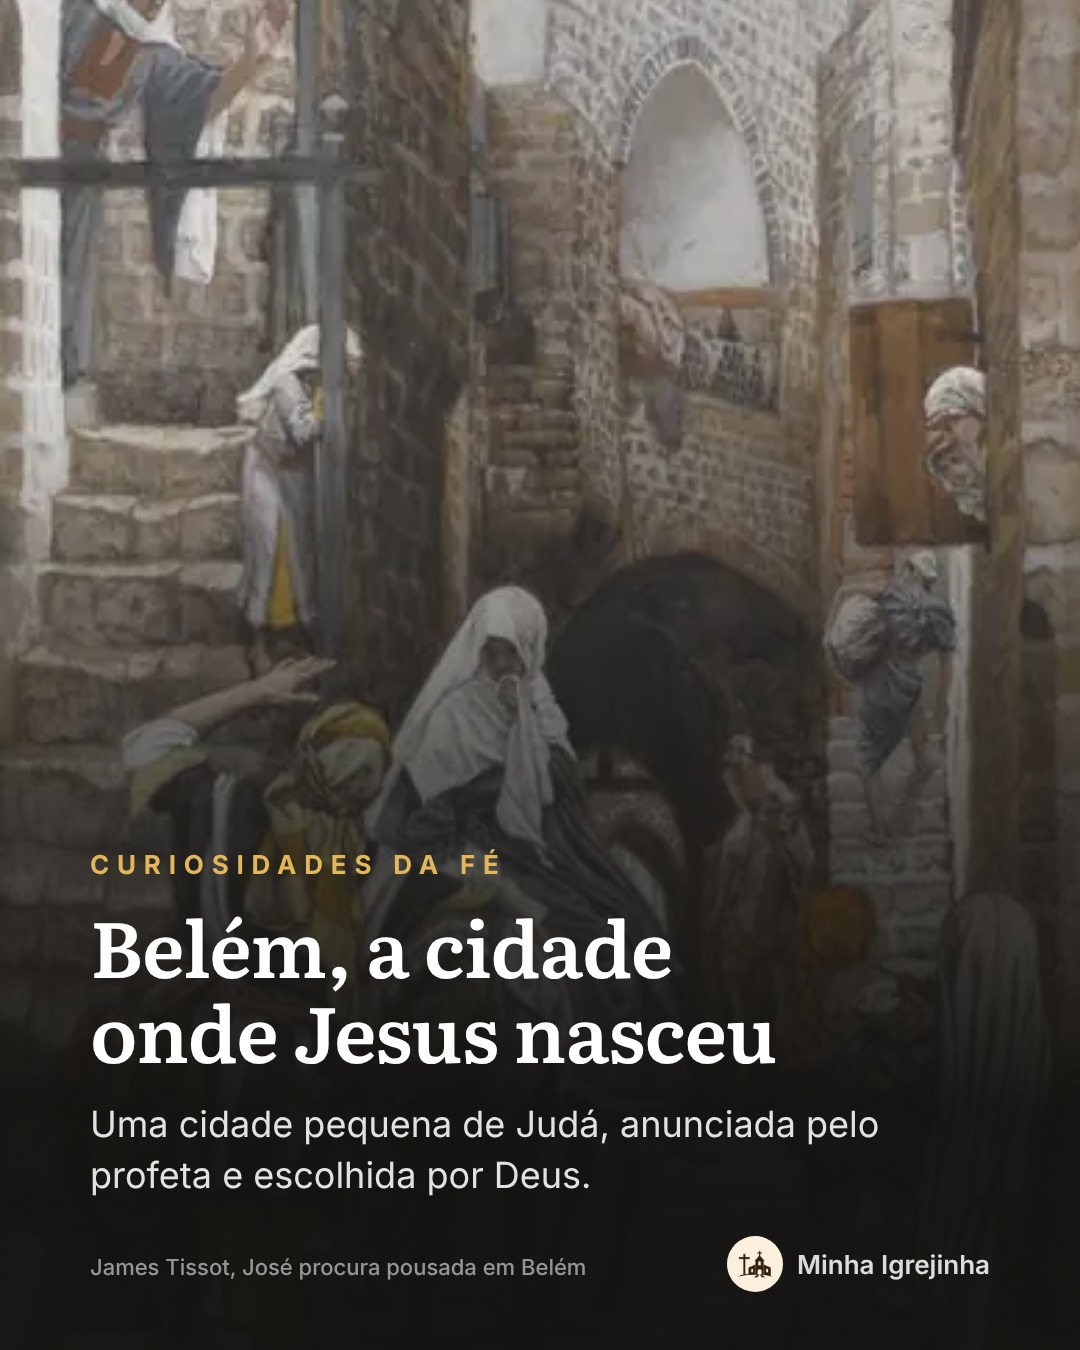 CURIOSIDADES DA FÉ
Belém, a cidade
onde Jesus nasceu
Uma cidade pequena de Judá, anunciada pelo
profeta e escolhida por Deus.
James Tissot, José procura pousada em Belém
Minha Igrejinha